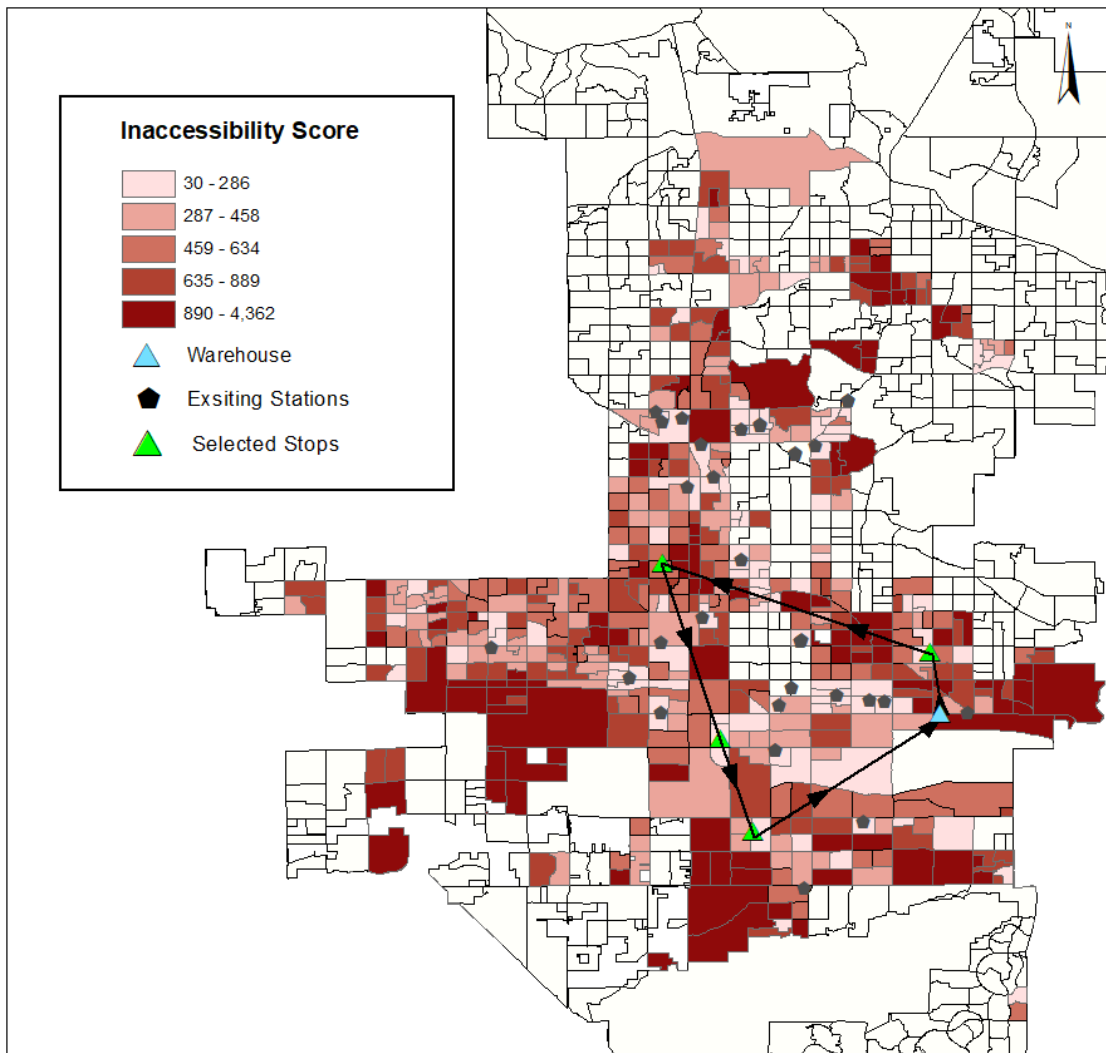 N
Inaccessibility Score
30 - 286
287 - 458
459 - 634
635 - 889
890 - 4,362
Warehouse
Exsiting Stations
Selected Stops